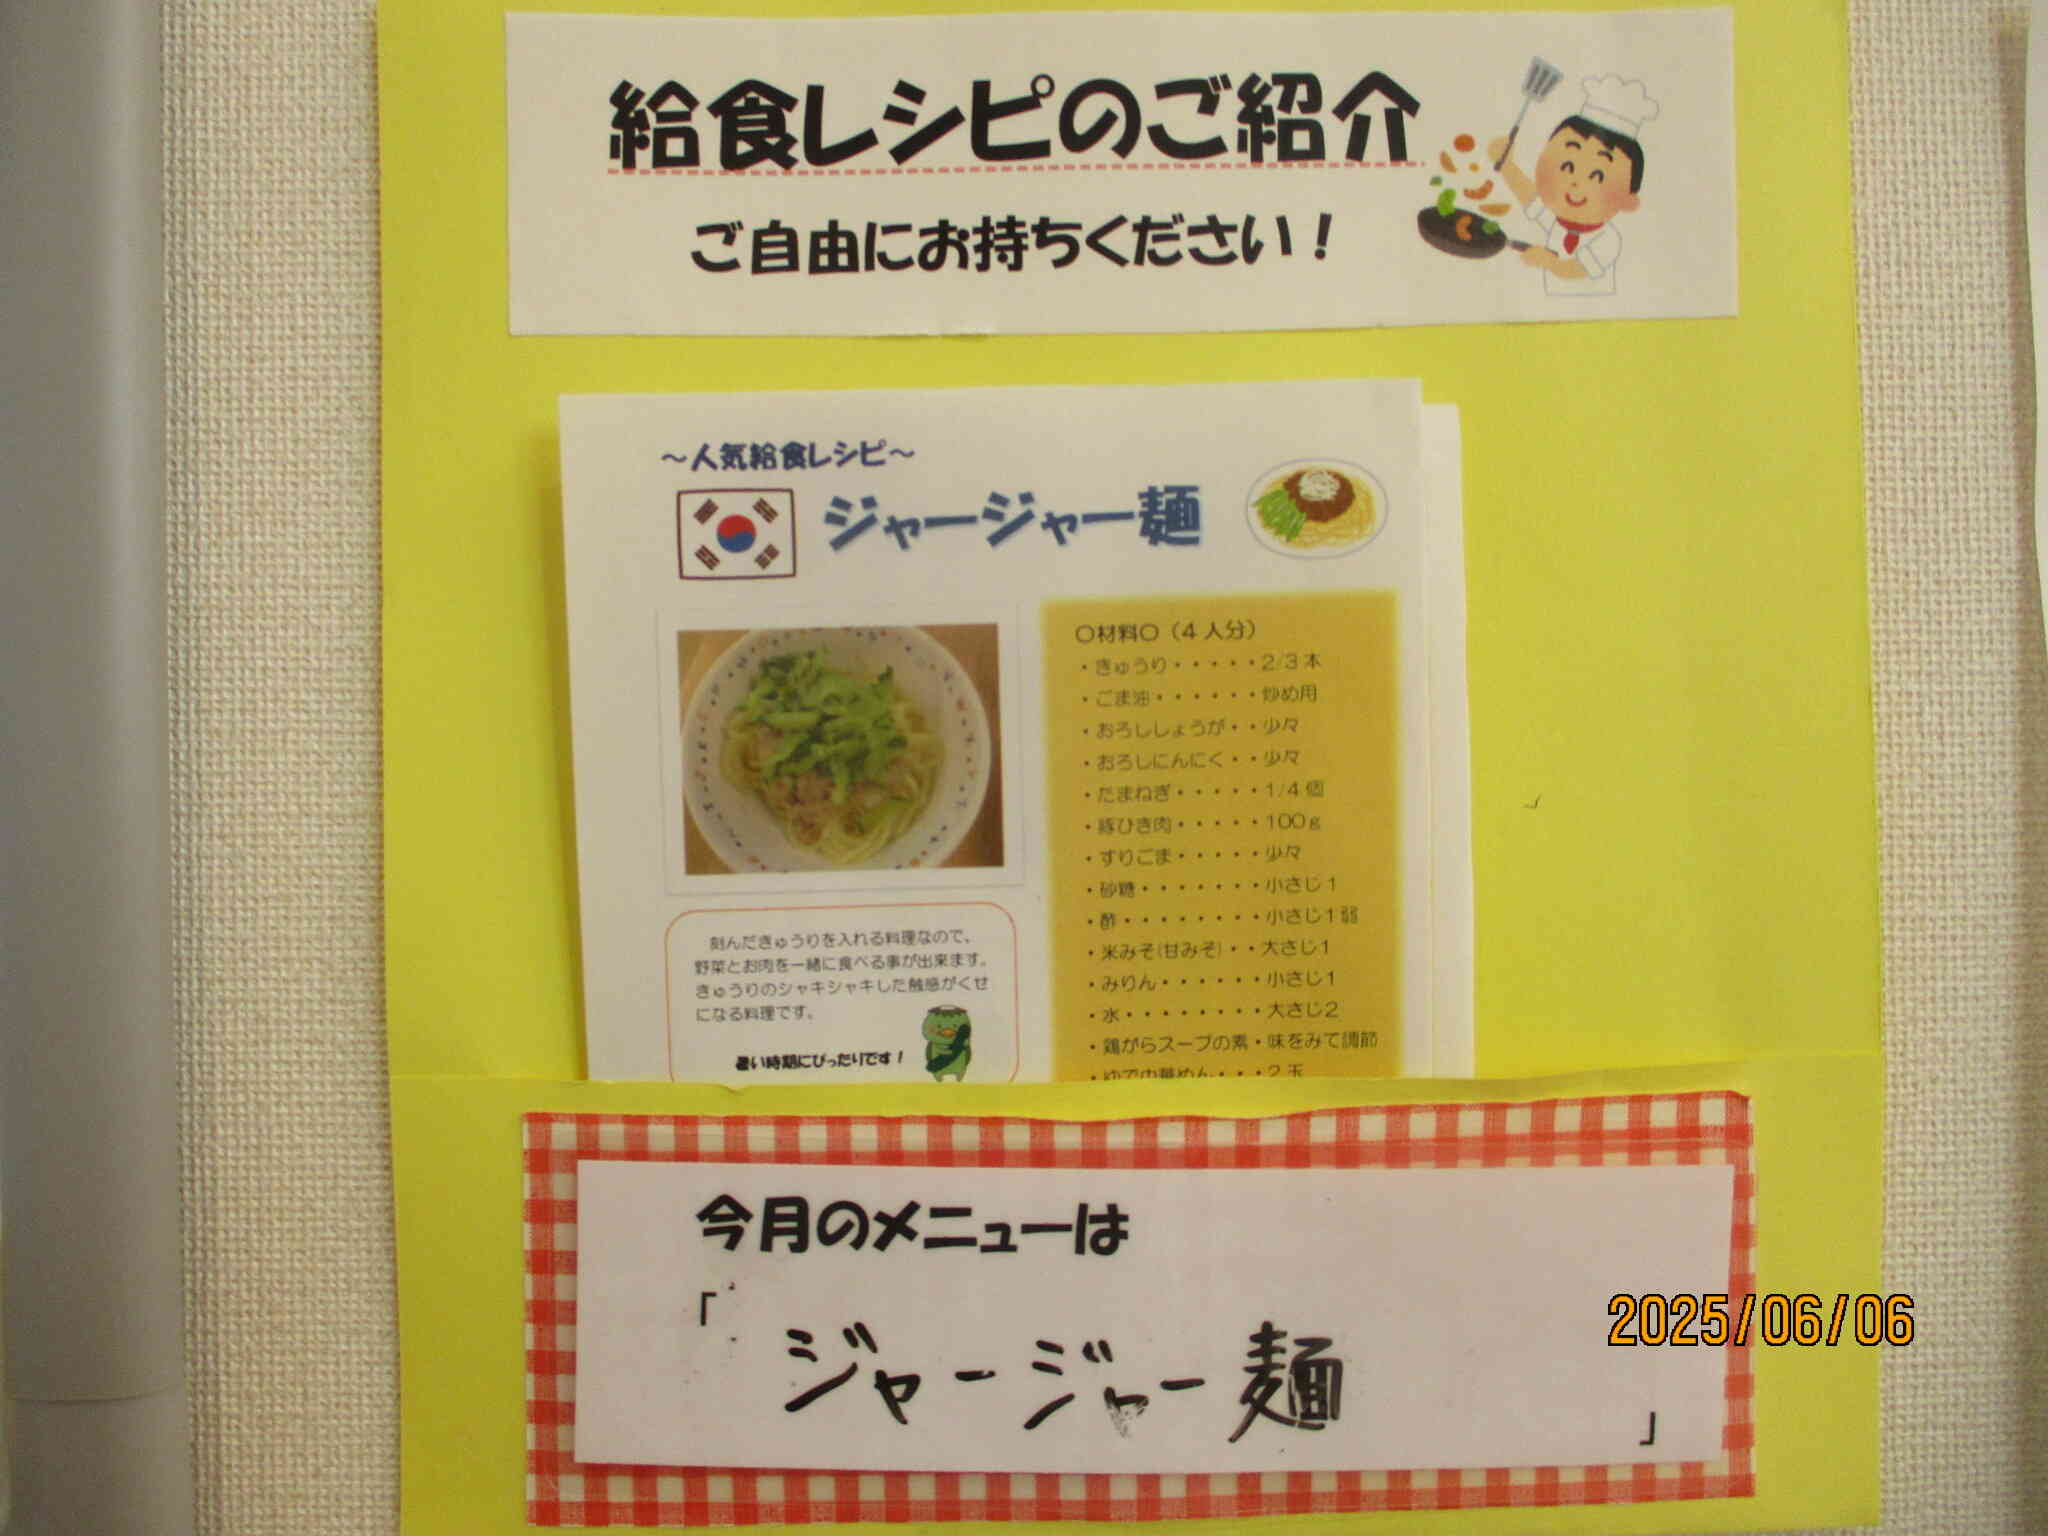 給食レシピのご紹介
ご自由にお持ちください！
～人気給食レシピ～
ジャージャー麺
〇材料〇（4人分）
・きゅうり・・・・・2/3本
・ごま油・・・・・・炒め用
・おろししょうが・・少々
・おろしにんにく・・少々
・たまねぎ・・・・・1/4個
・豚ひき肉・・・・・100g
・すりごま・・・・・少々
・砂糖・・・・・・・小さじ1
・酢・・・・・・・・小さじ1弱
・米みそ(甘みそ)・・大さじ1
・みりん・・・・・・小さじ1
・水・・・・・・・・大さじ2
・鶏がらスープの素・味をみて調節
・ゆで中華めん・・・2玉
刻んだきゅうりを入れる料理なので、
野菜とお肉を一緒に食べる事が出来ます。
きゅうりのシャキシャキした触感がくせ
になる料理です。
暑い時期にぴったりです！
今月のメニューは
「ジャージャー麺」
2025/06/06